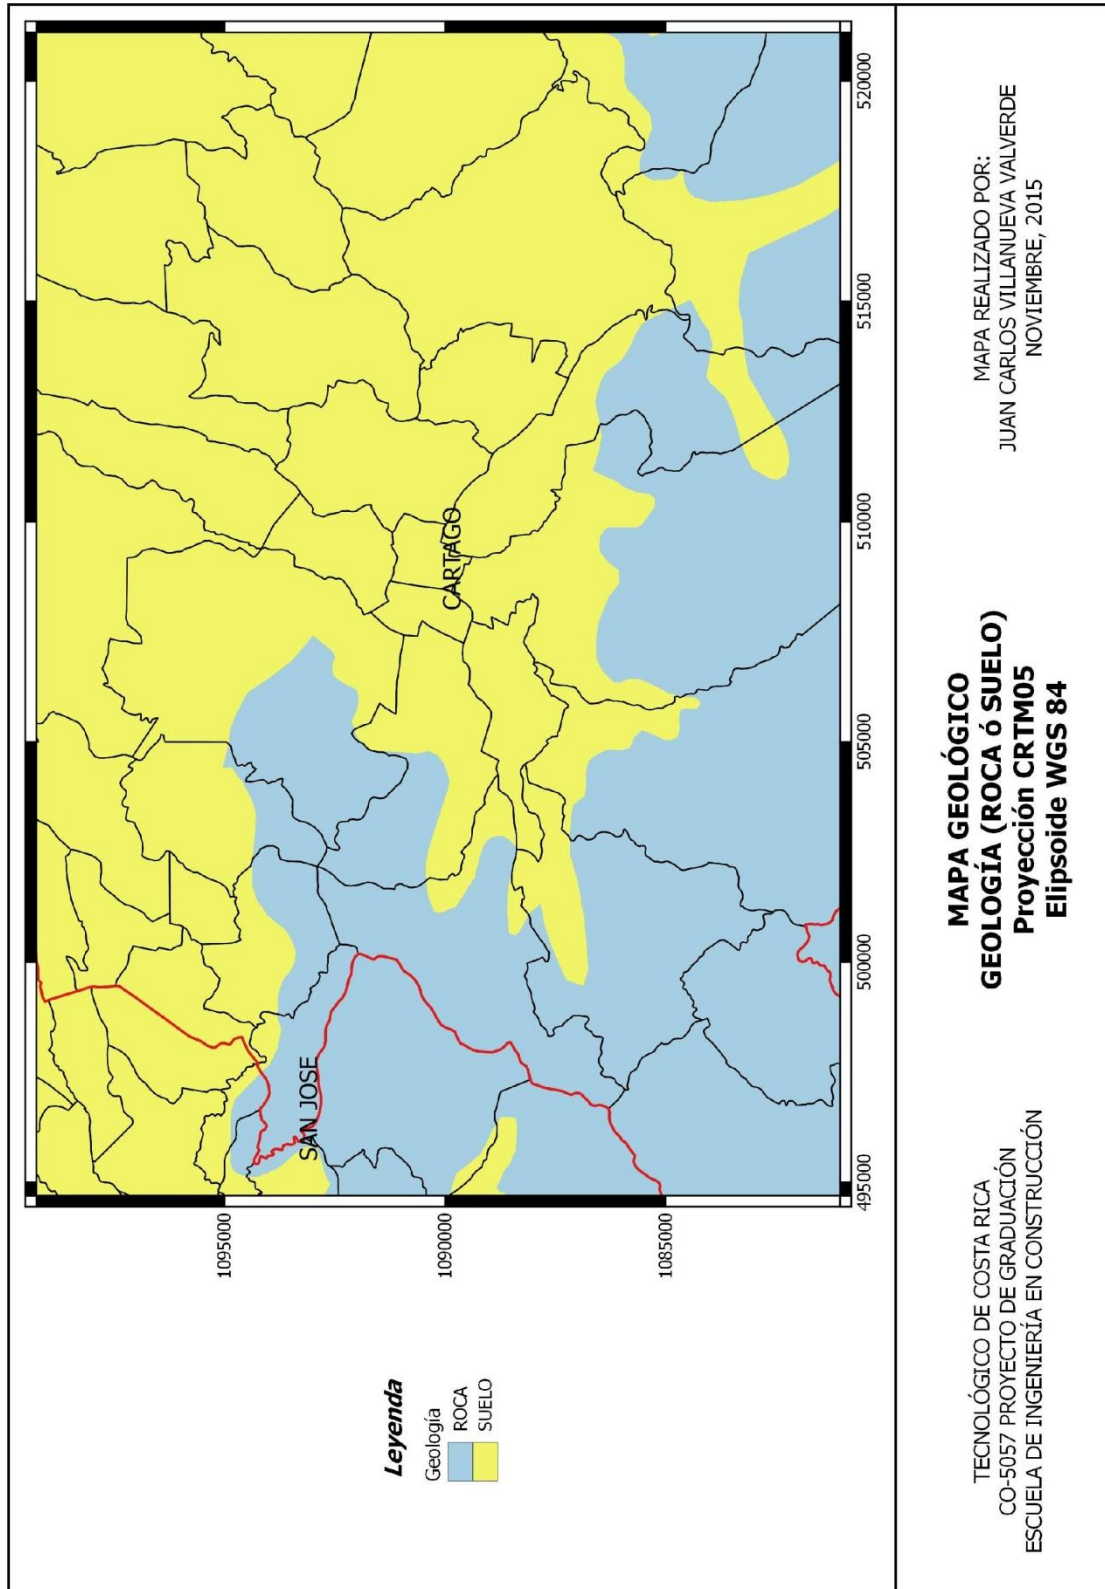 1095000
1090000
1085000
495000
500000
505000
510000
515000
520000
SAN JOSE
CARTAGO
Leyenda
Geología
ROCA
SUELO
TECNOLÓGICO DE COSTA RICA
CO-5057 PROYECTO DE GRADUACIÓN
ESCUELA DE INGENIERÍA EN CONSTRUCCIÓN
MAPA GEOLÓGICO
GEOLOGÍA (ROCA ó SUELO)
Proyección CRTM05
Elipsoide WGS 84
MAPA REALIZADO POR:
JUAN CARLOS VILLANUEVA VALVERDE
NOVIEMBRE, 2015